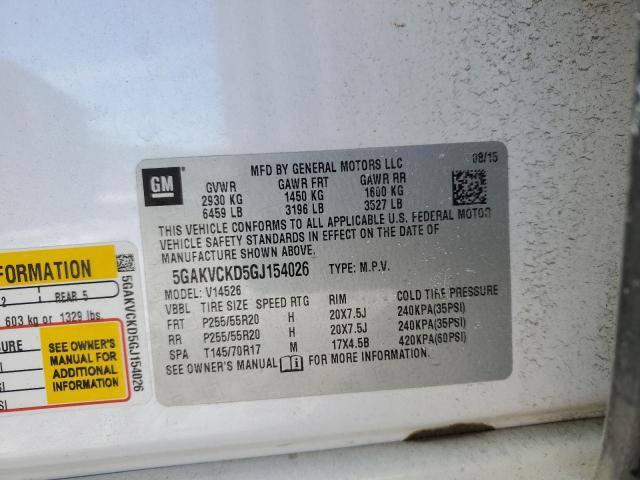 GM
MFD BY GENERAL MOTORS LLC 08/15
GVWR GAWR FRT GAWR RR
2930 KG 1450 KG 1600 KG
6459 LB 3196 LB 3527 LB
THIS VEHICLE CONFORMS TO ALL APPLICABLE U.S. FEDERAL MOTOR
VEHICLE SAFETY STANDARDS IN EFFECT ON THE DATE OF
MANUFACTURE SHOWN ABOVE.
5GAKVCKD5GJ154026 TYPE: M.P.V.
MODEL: V14526
VBBL TIRE SIZE SPEED RTG RIM COLD TIRE PRESSURE
FRT P255/55R20 H 20X7.5J 240KPA(35PSI)
RR P255/55R20 H 20X7.5J 240KPA(35PSI)
SPA T145/70R17 M 17X4.5B 420KPA(60PSI)
SEE OWNER'S MANUAL FOR MORE INFORMATION
FORMATION
2 REAR 5
603 kg or 1329 lbs.
SURE
SEE OWNER'S
MANUAL FOR
ADDITIONAL
INFORMATION
SI
SI
5GAKVCKD5GJ154026